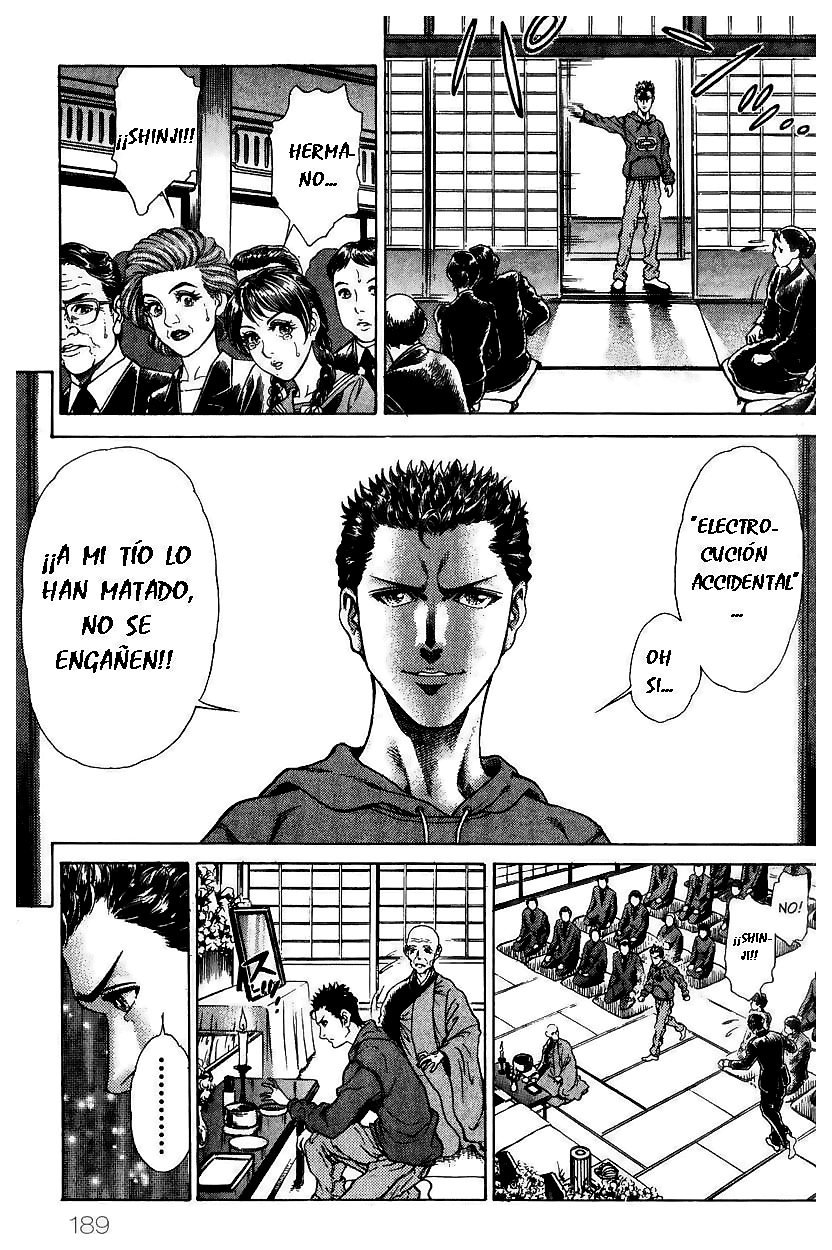 HERMA-
NO...
¡¡SHINJI!!
"ELECTRO-
CUCIÓN
ACCIDENTAL"
...
OH
SI...
¡¡A MI TÍO LO
HAN MATADO,
NO SE
ENGAÑEN!!
NO!
¡¡SHIN-
JI!!
..........
189